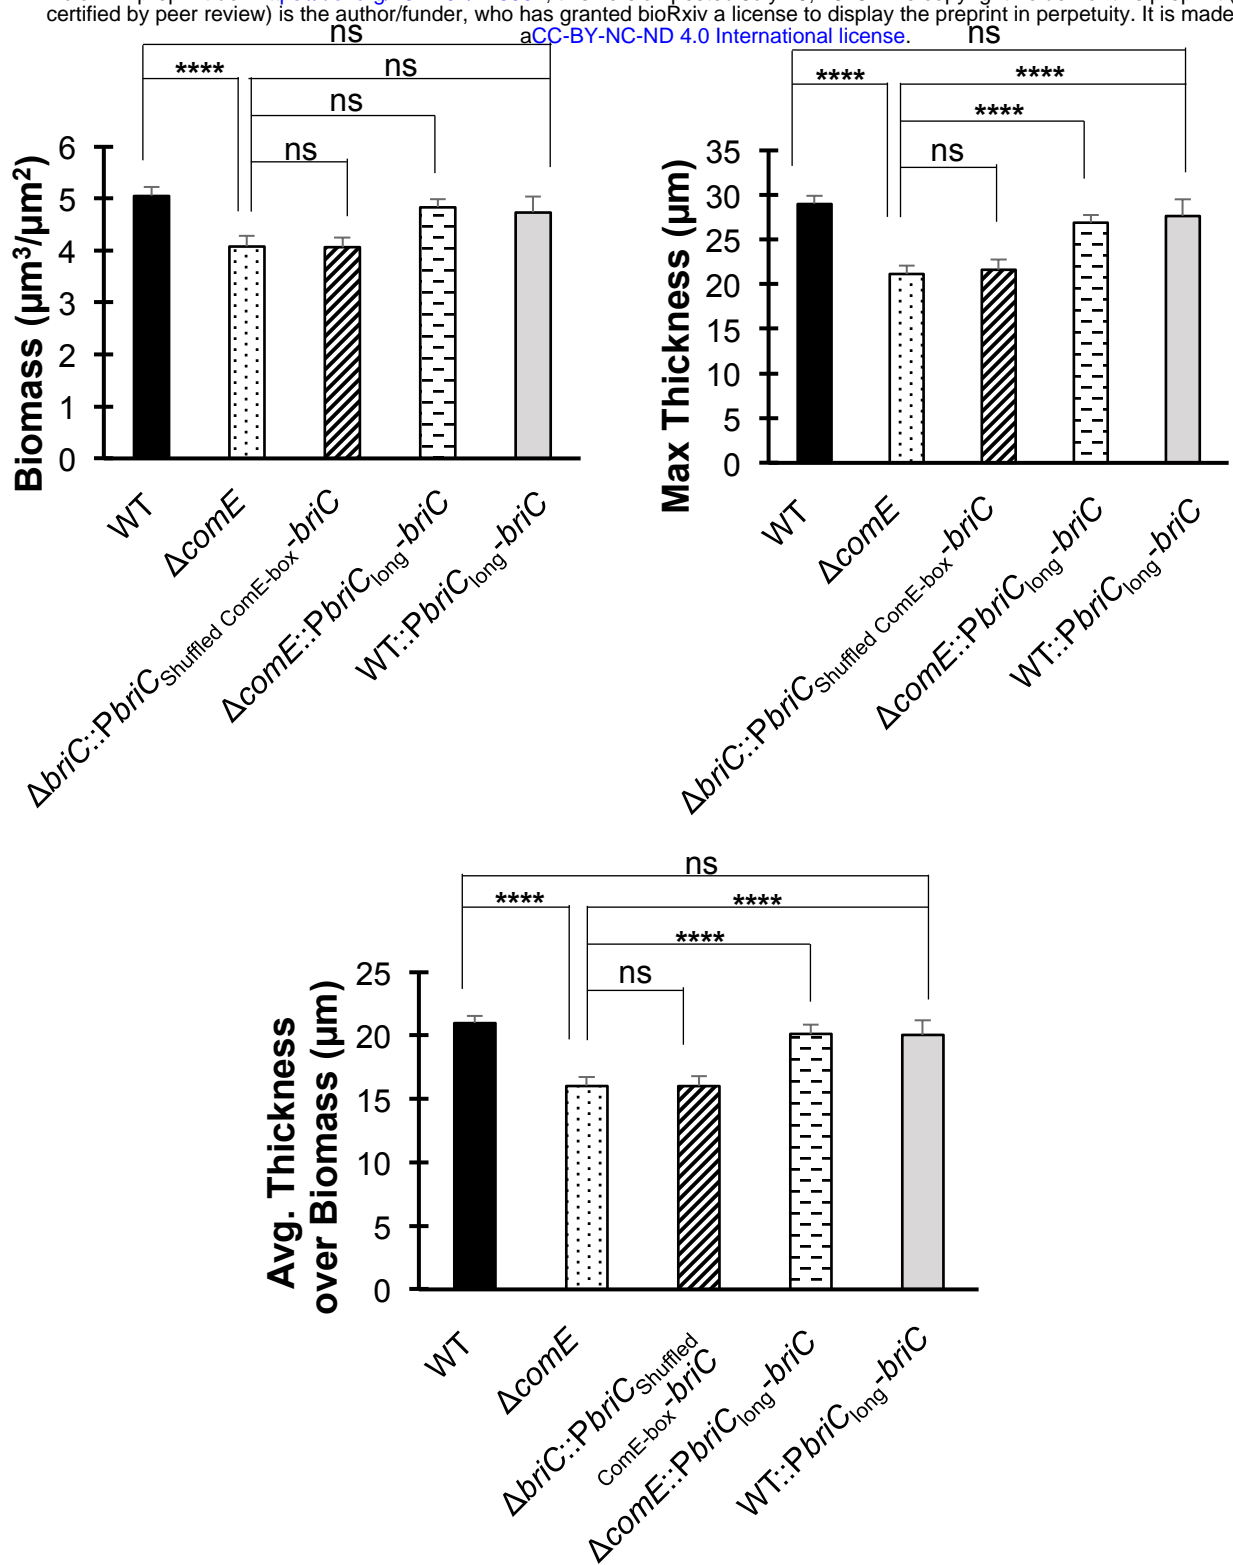 certified by peer review) is the author/funder, who has granted bioRxiv a license to display the preprint in perpetuity. It is made
aCC-BY-NC-ND 4.0 International license.
ns
****
ns
ns
ns
Biomass (µm³/µm²)
6
5
4
3
2
1
0
WT
ΔcomE
ΔbriC::PbriCShuffled ComE-box-briC
ΔcomE::PbriClong-briC
WT::PbriClong-briC
ns
****
****
****
ns
Max Thickness (µm)
35
30
25
20
15
10
5
0
WT
ΔcomE
ΔbriC::PbriCShuffled ComE-box-briC
ΔcomE::PbriClong-briC
WT::PbriClong-briC
ns
****
****
****
ns
Avg. Thickness
over Biomass (µm)
25
20
15
10
5
0
WT
ΔcomE
ΔbriC::PbriCShuffled
ComE-box-briC
ΔcomE::PbriClong-briC
WT::PbriClong-briC